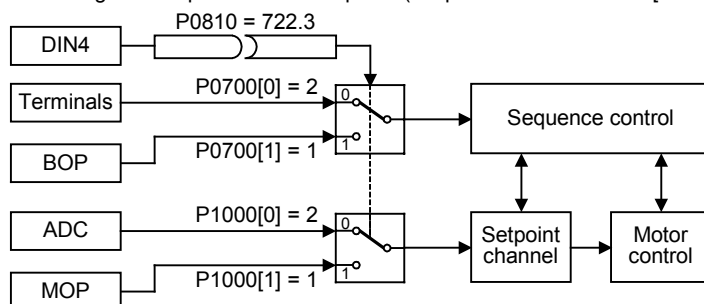 P0810 = 722.3
DIN4
Terminals
P0700[0] = 2
0
1
Sequence control
BOP
P0700[1] = 1
ADC
P1000[0] = 2
0
1
Setpoint
channel
Motor
control
MOP
P1000[1] = 1